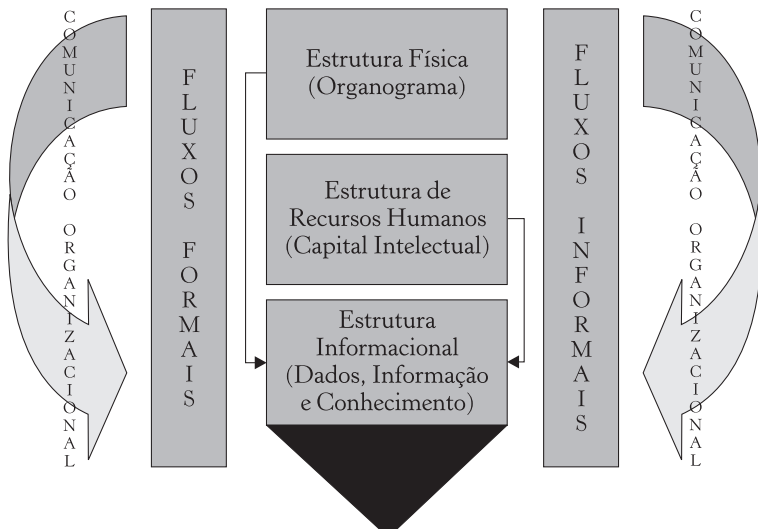 COMUNICAÇÃO ORGANIZACIONAL
FLUXOS FORMAIS
Estrutura Física
(Organograma)
Estrutura de
Recursos Humanos
(Capital Intelectual)
Estrutura
Informacional
(Dados, Informação
e Conhecimento)
FLUXOS INFORMAIS
COMUNICAÇÃO ORGANIZACIONAL